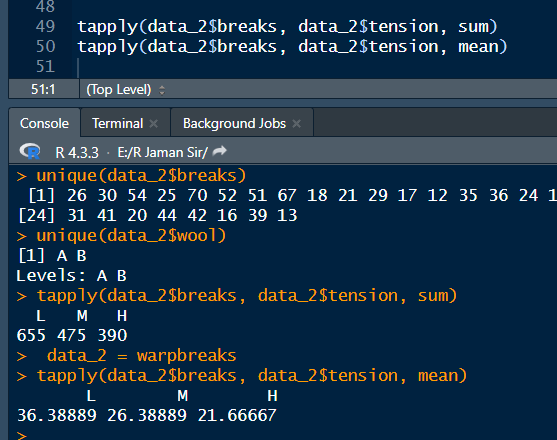 48
49 tapply(data_2$breaks, data_2$tension, sum)
50 tapply(data_2$breaks, data_2$tension, mean)
51
51:1 (Top Level)
Console Terminal Background Jobs
R 4.3.3 · E:/R Jaman Sir/
> unique(data_2$breaks)
[1] 26 30 54 25 70 52 51 67 18 21 29 17 12 35 36 24 1
[24] 31 41 20 44 42 16 39 13
> unique(data_2$wool)
[1] A B
Levels: A B
> tapply(data_2$breaks, data_2$tension, sum)
L M H
655 475 390
> data_2 = warpbreaks
> tapply(data_2$breaks, data_2$tension, mean)
L M H
36.38889 26.38889 21.66667
>